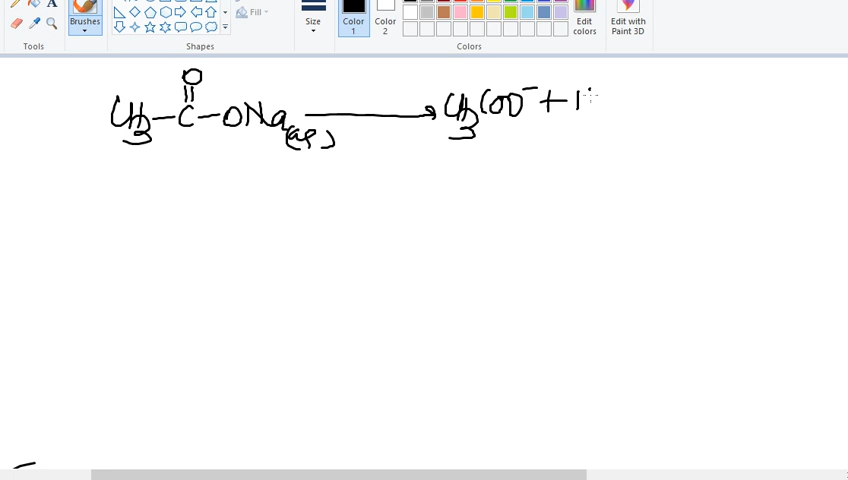 A
Brushes
Fill
Size
Color 1
Color 2
Edit colors
Edit with Paint 3D
Tools
Shapes
Colors
O
CH3-C-ONa(aq) → CH3COO⁻ +